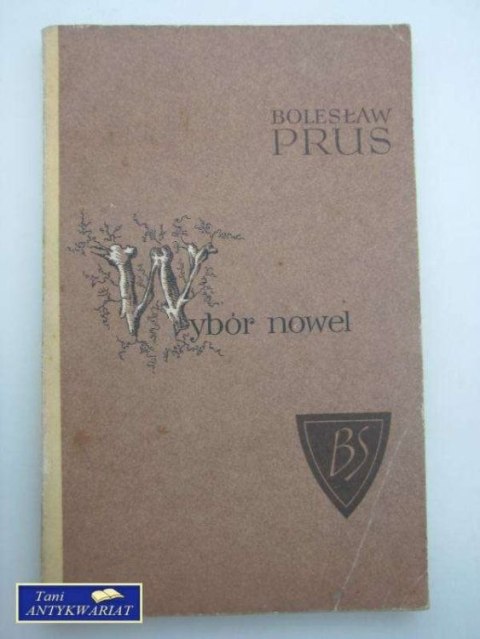 BOLESŁAW
PRUS
Wybór nowel
BS
Tani
ANTYKWARIAT